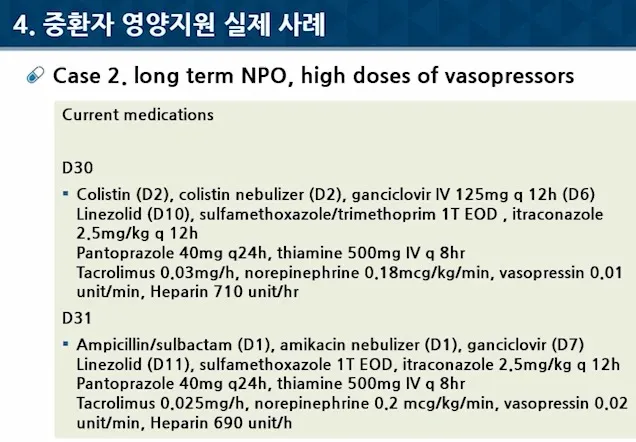 4. 중환자 영양지원 실제 사례
Case 2. long term NPO, high doses of vasopressors
Current medications
D30
▪ Colistin (D2), colistin nebulizer (D2), ganciclovir IV 125mg q 12h (D6)
Linezolid (D10), sulfamethoxazole/trimethoprim 1T EOD , itraconazole
2.5mg/kg q 12h
Pantoprazole 40mg q24h, thiamine 500mg IV q 8hr
Tacrolimus 0.03mg/h, norepinephrine 0.18mcg/kg/min, vasopressin 0.01
unit/min, Heparin 710 unit/hr
D31
▪ Ampicillin/sulbactam (D1), amikacin nebulizer (D1), ganciclovir (D7)
Linezolid (D11), sulfamethoxazole 1T EOD, itraconazole 2.5mg/kg q 12h
Pantoprazole 40mg q24h, thiamine 500mg IV q 8hr
Tacrolimus 0.025mg/h, norepinephrine 0.2 mcg/kg/min, vasopressin 0.02
unit/min, Heparin 690 unit/h